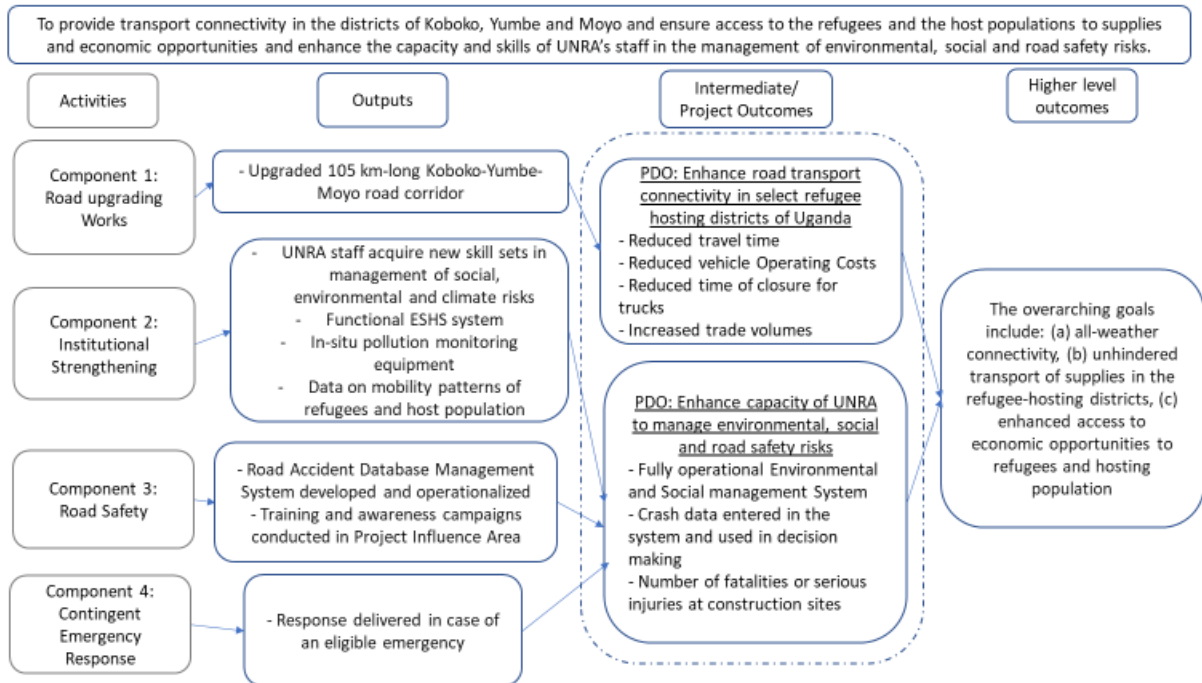 To provide transport connectivity in the districts of Koboko, Yumbe and Moyo and ensure access to the refugees and the host populations to supplies
and economic opportunities and enhance the capacity and skills of UNRA's staff in the management of environmental, social and road safety risks.
Activities
Outputs
Intermediate/
Project Outcomes
Higher level
outcomes
Component 1:
Road upgrading
Works
- Upgraded 105 km-long Koboko-Yumbe-
Moyo road corridor
PDO: Enhance road transport
connectivity in select refugee
hosting districts of Uganda
- Reduced travel time
- Reduced vehicle Operating Costs
- Reduced time of closure for
trucks
- Increased trade volumes
Component 2:
Institutional
Strengthening
- UNRA staff acquire new skill sets in
management of social,
environmental and climate risks
- Functional ESHS system
- In-situ pollution monitoring
equipment
- Data on mobility patterns of
refugees and host population
PDO: Enhance capacity of UNRA
to manage environmental, social
and road safety risks
- Fully operational Environmental
and Social management System
- Crash data entered in the
system and used in decision
making
- Number of fatalities or serious
injuries at construction sites
The overarching goals
include: (a) all-weather
connectivity, (b) unhindered
transport of supplies in the
refugee-hosting districts, (c)
enhanced access to
economic opportunities to
refugees and hosting
population
Component 3:
Road Safety
- Road Accident Database Management
System developed and operationalized
- Training and awareness campaigns
conducted in Project Influence Area
Component 4:
Contingent
Emergency
Response
- Response delivered in case of
an eligible emergency